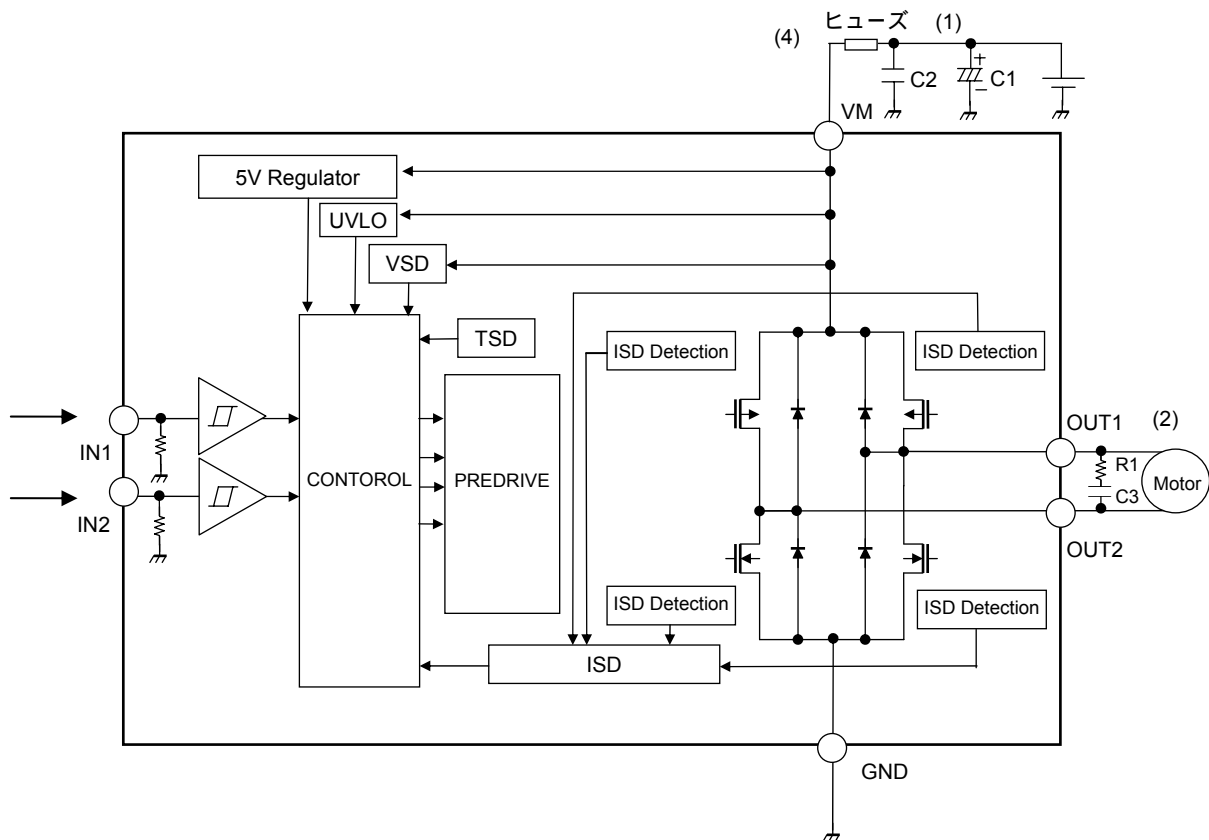 ヒューズ
(1)
(4)
+
C2
C1
−
VM
5V Regulator
UVLO
VSD
TSD
ISD Detection
ISD Detection
IN1
CONTOROL
PREDRIVE
OUT1
(2)
R1
Motor
C3
IN2
OUT2
ISD Detection
ISD Detection
ISD
GND